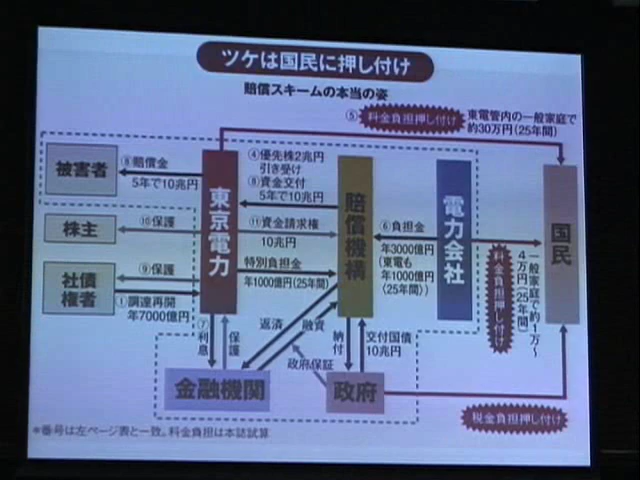 ツケは国民に押し付け
賠償スキームの本当の姿
⑤料金負担押し付け
東電管内の一般家庭で
約30万円(25年間)
被害者
⑧賠償金
5年で10兆円
④優先株2兆円
引き受け
⑧資金交付
5年で10兆円
東京電力
賠償機構
電力会社
国民
株主
⑩保護
⑪資金請求権
10兆円
⑥負担金
年3000億円
(東電も
年1000億円
(25年間))
社債
権者
⑨保護
①調達再開
年7000億円
特別負担金
年1000億円(25年間)
料金負担押し付け
一般家庭で約1万〜
4万円(25年間)
⑦利息
保護
返済
融資
納付
交付国債
10兆円
政府保証
金融機関
政府
税金負担押し付け
*番号は左ページ表と一致。料金負担は本誌試算